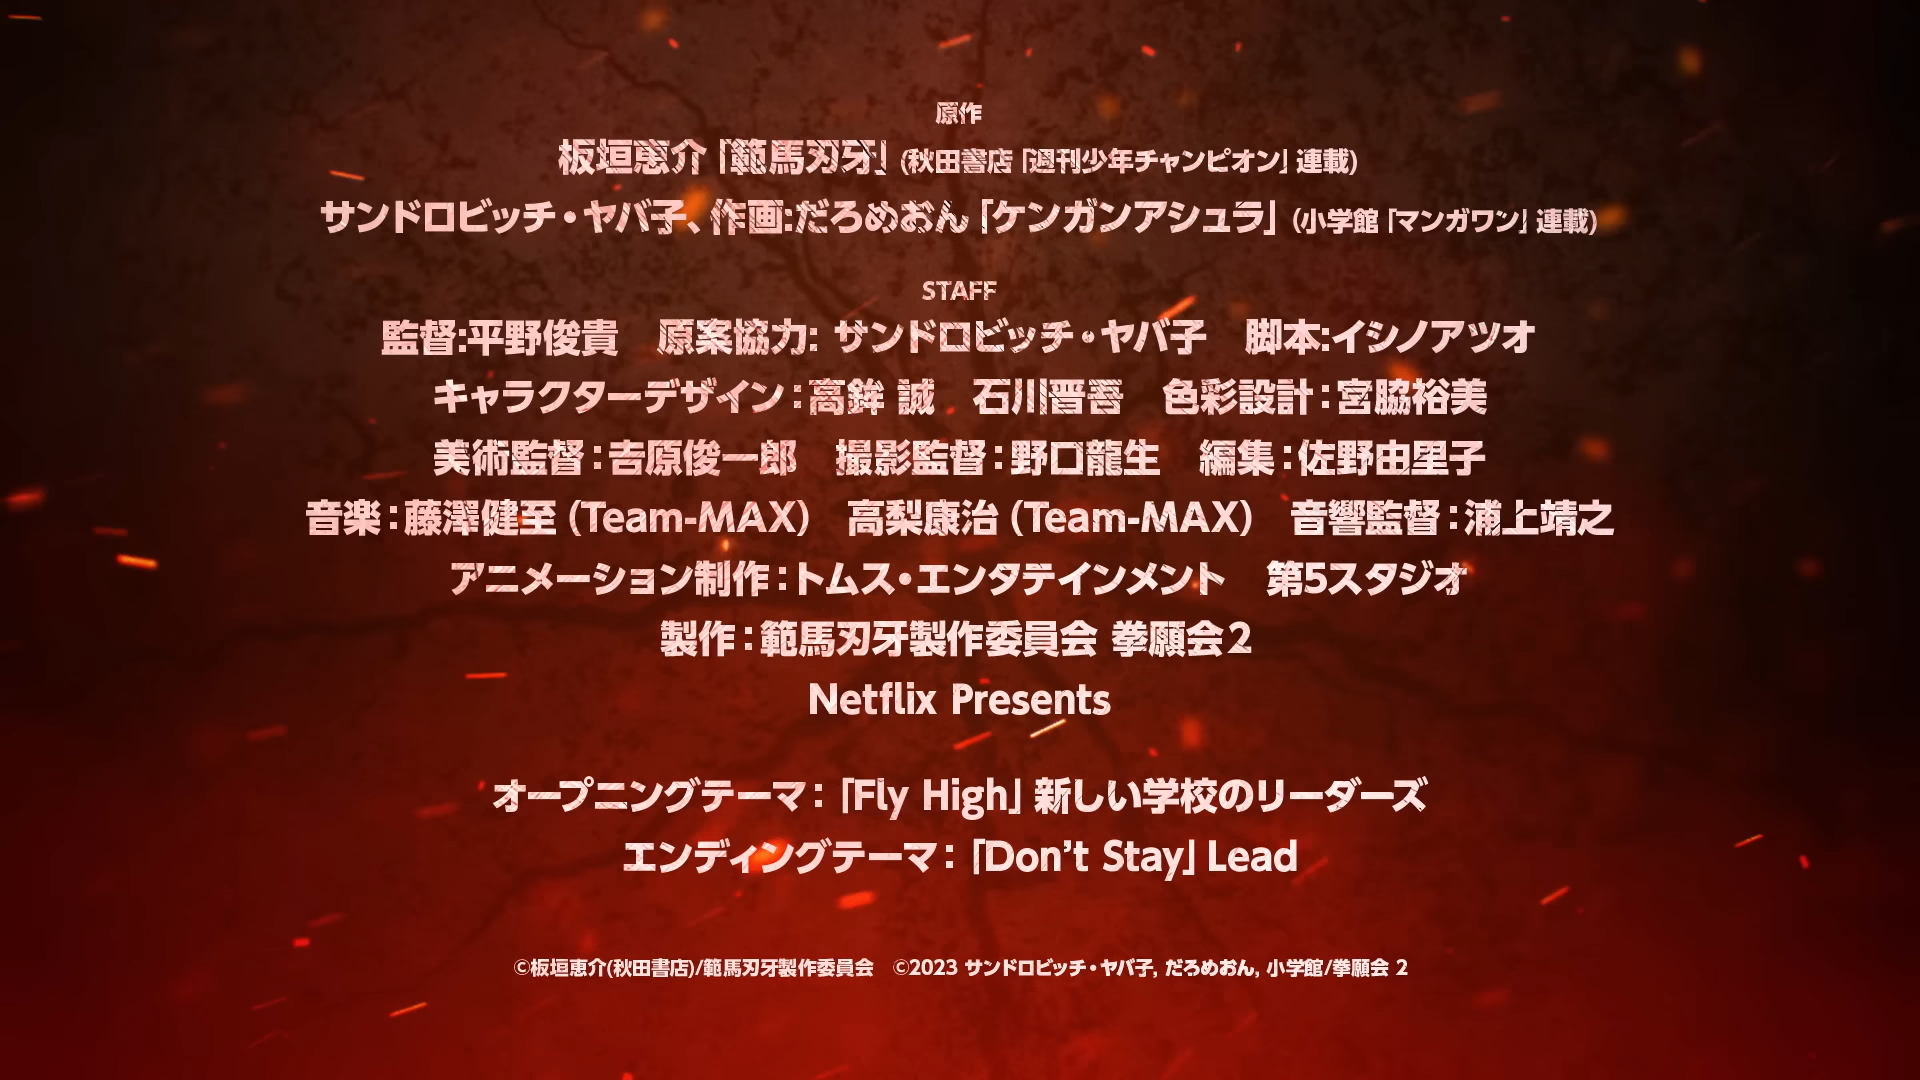 原作
板垣恵介「範馬刃牙」(秋田書店「週刊少年チャンピオン」連載)
サンドロビッチ・ヤバ子、作画:だろめおん「ケンガンアシュラ」(小学館「マンガワン」連載)
STAFF
監督:平野俊貴　原案協力: サンドロビッチ・ヤバ子　脚本:イシノアツオ
キャラクターデザイン:高鉾 誠　石川晋吾　色彩設計:宮脇裕美
美術監督:吉原俊一郎　撮影監督:野口龍生　編集:佐野由里子
音楽:藤澤健至 (Team-MAX)　高梨康治 (Team-MAX)　音響監督:浦上靖之
アニメーション制作:トムス・エンタテインメント　第5スタジオ
製作:範馬刃牙製作委員会 拳願会2
Netflix Presents
オープニングテーマ:「Fly High」新しい学校のリーダーズ
エンディングテーマ:「Don't Stay」Lead
©板垣恵介(秋田書店)/範馬刃牙製作委員会　©2023 サンドロビッチ・ヤバ子, だろめおん, 小学館/拳願会 2